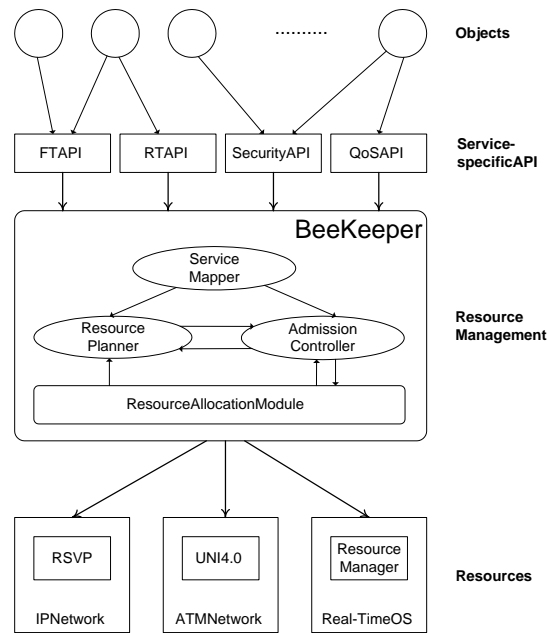 Objects
FTAPI
RTAPI
SecurityAPI
QoSAPI
Service-
specificAPI
BeeKeeper
Service
Mapper
Resource
Planner
Admission
Controller
Resource
Management
ResourceAllocationModule
RSVP
UNI4.0
Resource
Manager
Resources
IPNetwork
ATMNetwork
Real-TimeOS